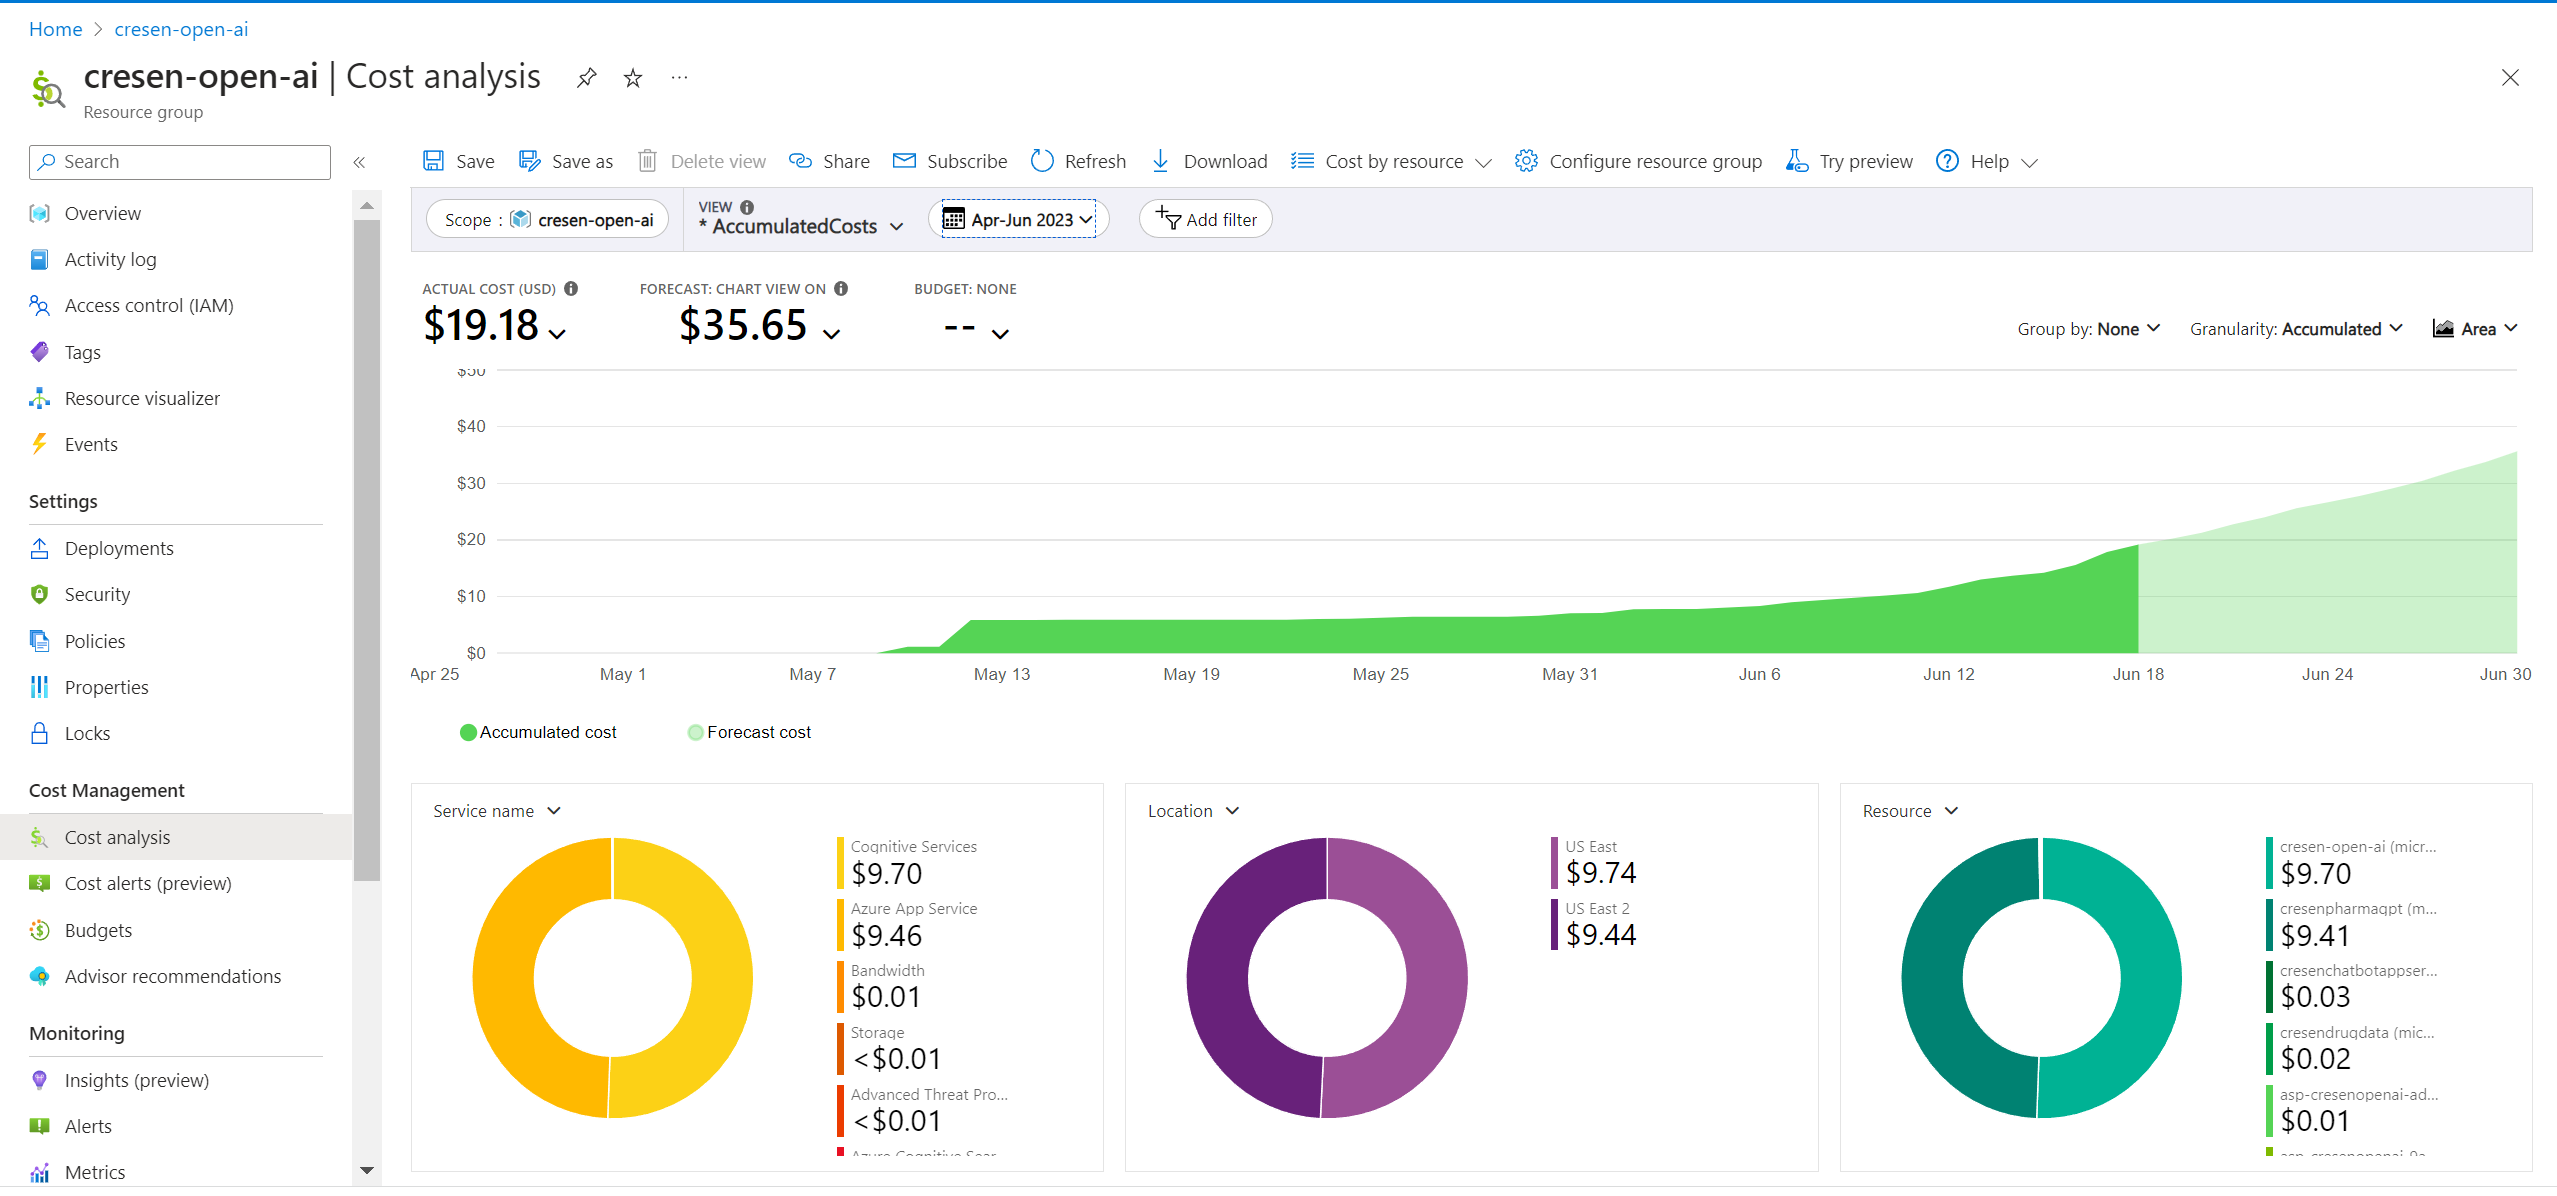 Home > cresen-open-ai
cresen-open-ai | Cost analysis
Resource group
Search
Overview
Activity log
Access control (IAM)
Tags
Resource visualizer
Events
Settings
Deployments
Security
Policies
Properties
Locks
Cost Management
Cost analysis
Cost alerts (preview)
Budgets
Advisor recommendations
Monitoring
Insights (preview)
Alerts
Metrics
Save Save as Delete view Share Subscribe Refresh Download Cost by resource Configure resource group Try preview Help
Scope : cresen-open-ai
VIEW
* AccumulatedCosts
Apr-Jun 2023
Add filter
ACTUAL COST (USD)
$19.18
FORECAST: CHART VIEW ON
$35.65
BUDGET: NONE
--
Group by: None
Granularity: Accumulated
Area
$50
$40
$30
$20
$10
$0
Apr 25 May 1 May 7 May 13 May 19 May 25 May 31 Jun 6 Jun 12 Jun 18 Jun 24 Jun 30
Accumulated cost
Forecast cost
Service name
Cognitive Services
$9.70
Azure App Service
$9.46
Bandwidth
$0.01
Storage
<$0.01
Advanced Threat Pro...
<$0.01
Azure Cognitive Sear...
Location
US East
$9.74
US East 2
$9.44
Resource
cresen-open-ai (micr...
$9.70
cresenpharmagpt (m...
$9.41
cresenchatbotappser...
$0.03
cresendrugdata (mic...
$0.02
asp-cresenopenai-ad...
$0.01